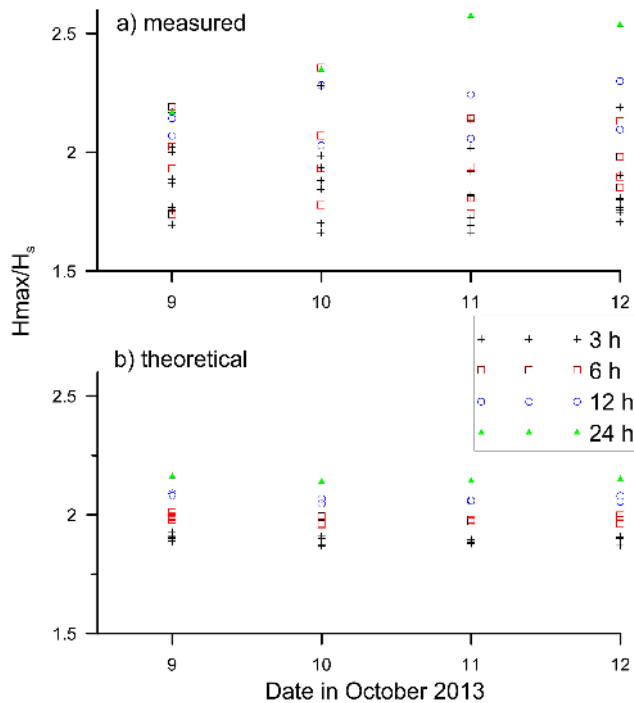 a) measured
2.5
2
1.5
9 10 11 12
Hmax/Hs
3 h
6 h
12 h
24 h
b) theoretical
2.5
2
1.5
9 10 11 12
Date in October 2013